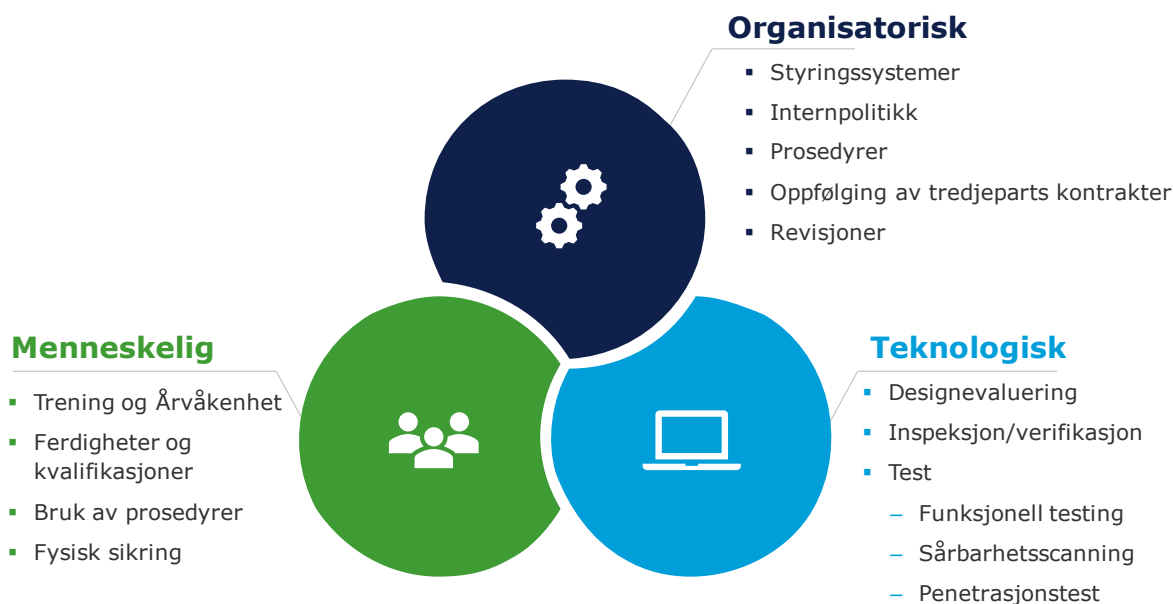 Organisatorisk
▪ Styringssystemer
▪ Internpolitikk
▪ Prosedyrer
▪ Oppfølging av tredjeparts kontrakter
▪ Revisjoner
Menneskelig
▪ Trening og Årvåkenhet
▪ Ferdigheter og
kvalifikasjoner
▪ Bruk av prosedyrer
▪ Fysisk sikring
Teknologisk
▪ Designevaluering
▪ Inspeksjon/verifikasjon
▪ Test
– Funksjonell testing
– Sårbarhetsscanning
– Penetrasjonstest